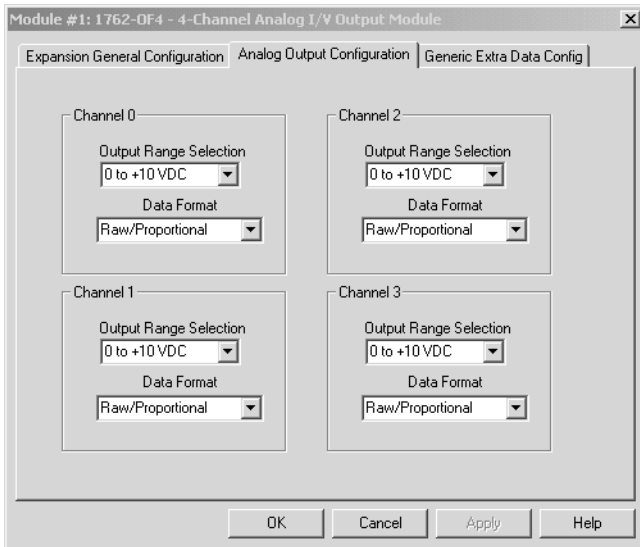 Module #1: 1762-OF4 - 4-Channel Analog I/V Output Module
Expansion General Configuration
Analog Output Configuration
Generic Extra Data Config
Channel 0
Output Range Selection
0 to +10 VDC
Data Format
Raw/Proportional
Channel 2
Output Range Selection
0 to +10 VDC
Data Format
Raw/Proportional
Channel 1
Output Range Selection
0 to +10 VDC
Data Format
Raw/Proportional
Channel 3
Output Range Selection
0 to +10 VDC
Data Format
Raw/Proportional
OK
Cancel
Apply
Help